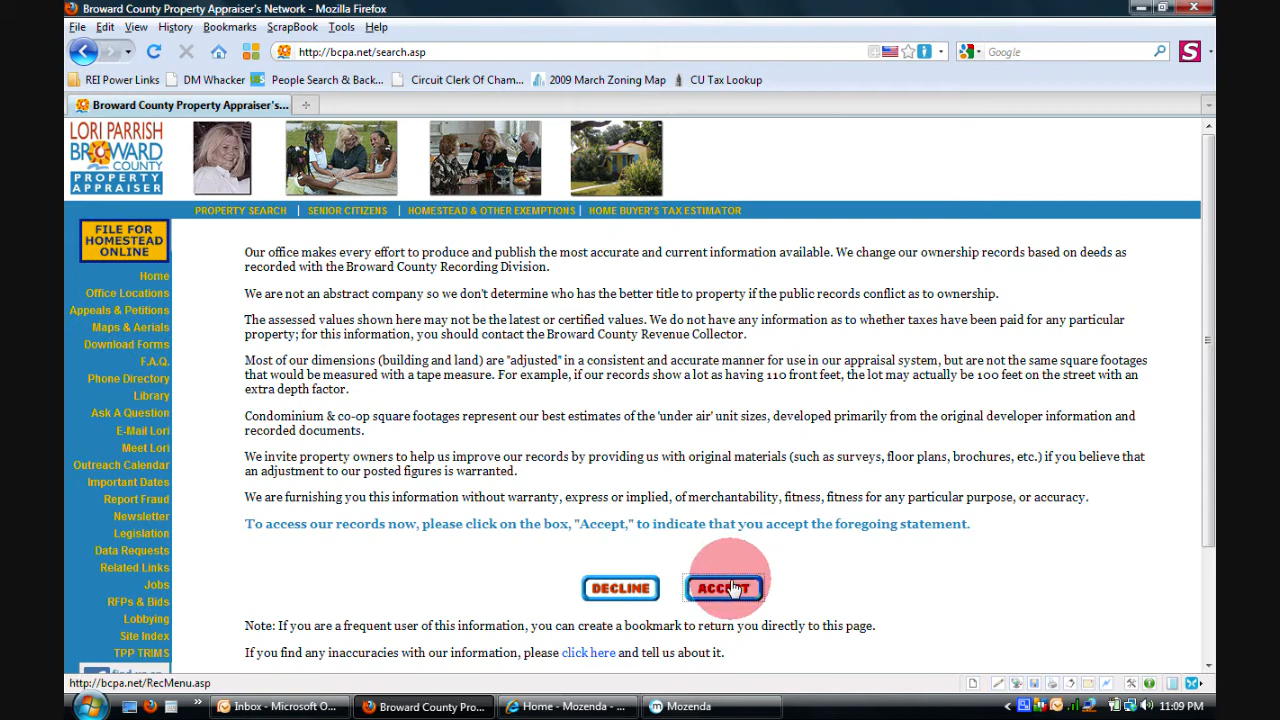 Broward County Property Appraiser's Network - Mozilla Firefox
File Edit View History Bookmarks ScrapBook Tools Help
http://bcpa.net/search.asp
Google
REI Power Links DM Whacker People Search & Back... Circuit Clerk Of Cham... 2009 March Zoning Map CU Tax Lookup
Broward County Property Appraiser's...
LORI PARRISH
BROWARD
COUNTY
PROPERTY
APPRAISER
PROPERTY SEARCH | SENIOR CITIZENS | HOMESTEAD & OTHER EXEMPTIONS | HOME BUYER'S TAX ESTIMATOR
FILE FOR
HOMESTEAD
ONLINE
Home
Office Locations
Appeals & Petitions
Maps & Aerials
Download Forms
F.A.Q.
Phone Directory
Library
Ask A Question
E-Mail Lori
Meet Lori
Outreach Calendar
Important Dates
Report Fraud
Newsletter
Legislation
Data Requests
Related Links
Jobs
RFPs & Bids
Lobbying
Site Index
TPP TRIMS
Our office makes every effort to produce and publish the most accurate and current information available. We change our ownership records based on deeds as
recorded with the Broward County Recording Division.
We are not an abstract company so we don't determine who has the better title to property if the public records conflict as to ownership.
The assessed values shown here may not be the latest or certified values. We do not have any information as to whether taxes have been paid for any particular
property; for this information, you should contact the Broward County Revenue Collector.
Most of our dimensions (building and land) are "adjusted" in a consistent and accurate manner for use in our appraisal system, but are not the same square footages
that would be measured with a tape measure. For example, if our records show a lot as having 110 front feet, the lot may actually be 100 feet on the street with an
extra depth factor.
Condominium & co-op square footages represent our best estimates of the 'under air' unit sizes, developed primarily from the original developer information and
recorded documents.
We invite property owners to help us improve our records by providing us with original materials (such as surveys, floor plans, brochures, etc.) if you believe that
an adjustment to our posted figures is warranted.
We are furnishing you this information without warranty, express or implied, of merchantability, fitness, fitness for any particular purpose, or accuracy.
To access our records now, please click on the box, "Accept," to indicate that you accept the foregoing statement.
DECLINE ACCEPT
Note: If you are a frequent user of this information, you can create a bookmark to return you directly to this page.
If you find any inaccuracies with our information, please click here and tell us about it.
http://bcpa.net/RecMenu.asp
Inbox - Microsoft O... Broward County Pro... Home - Mozenda - ... Mozenda 11:09 PM